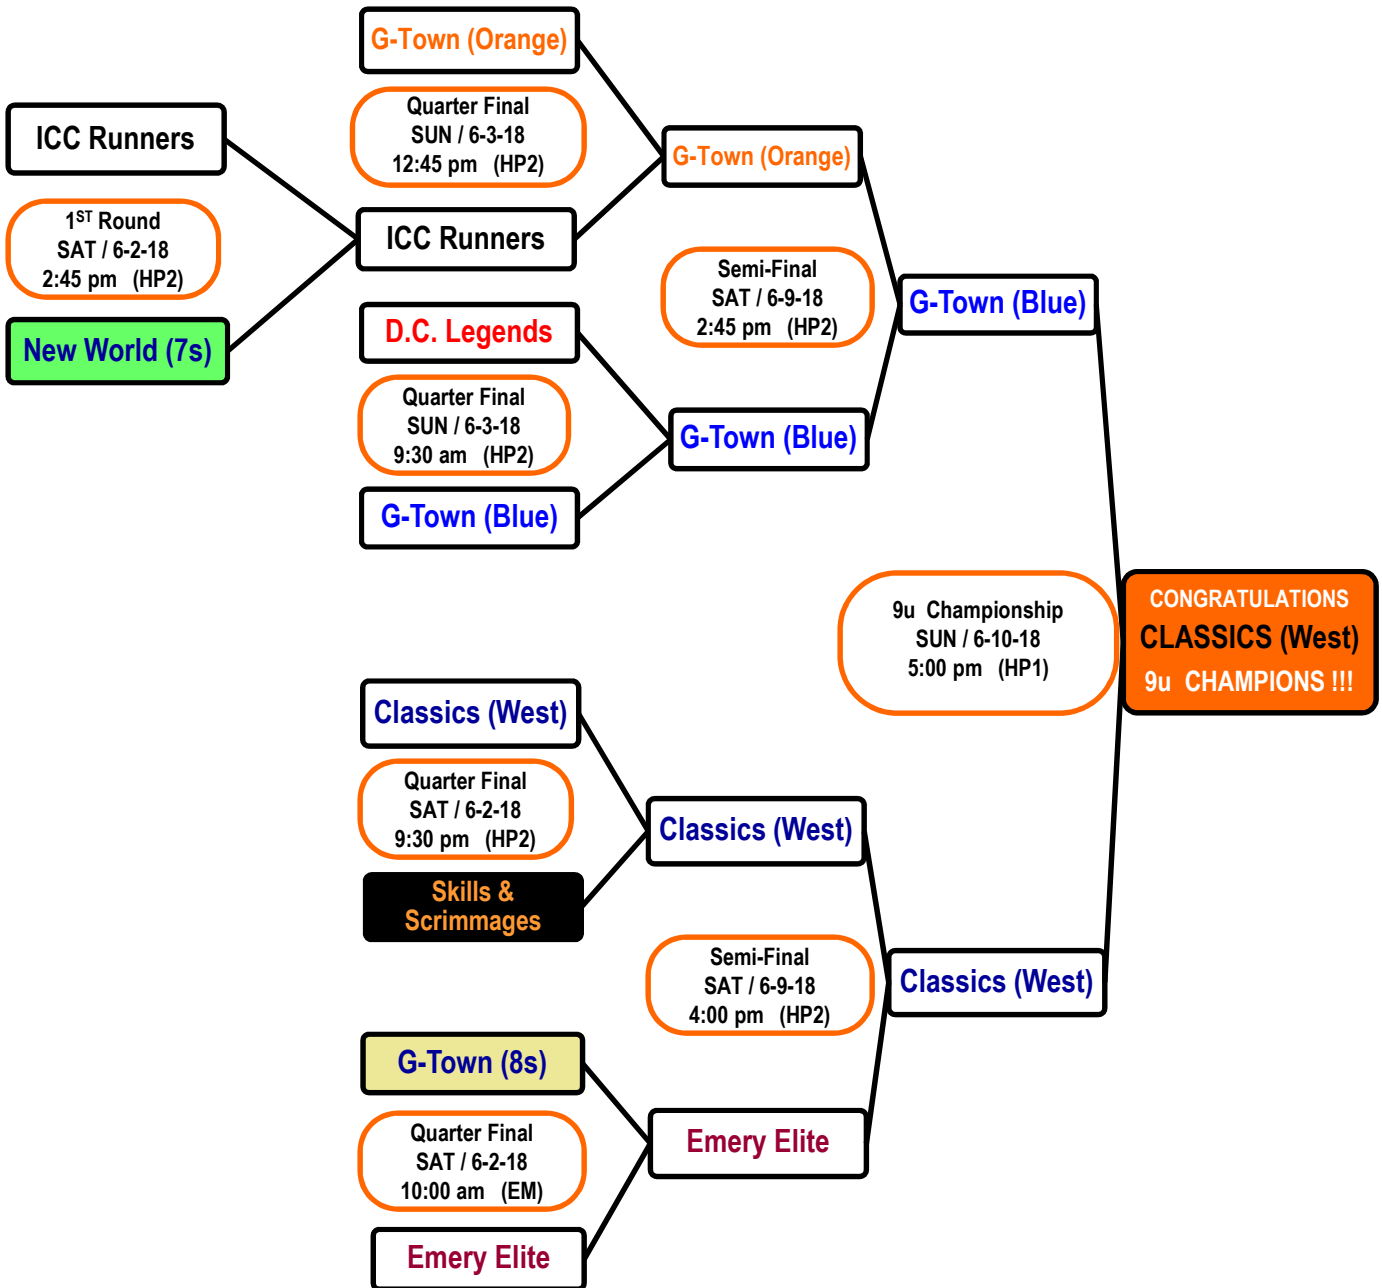 G-Town (Orange)
Quarter Final
SUN / 6-3-18
12:45 pm (HP2)
ICC Runners
G-Town (Orange)
1ST Round
SAT / 6-2-18
2:45 pm (HP2)
ICC Runners
New World (7s)
Semi-Final
SAT / 6-9-18
2:45 pm (HP2)
G-Town (Blue)
D.C. Legends
Quarter Final
SUN / 6-3-18
9:30 am (HP2)
G-Town (Blue)
G-Town (Blue)
9u Championship
SUN / 6-10-18
5:00 pm (HP1)
CONGRATULATIONS
CLASSICS (West)
9u CHAMPIONS !!!
Classics (West)
Quarter Final
SAT / 6-2-18
9:30 pm (HP2)
Classics (West)
Skills &
Scrimmages
Semi-Final
SAT / 6-9-18
4:00 pm (HP2)
Classics (West)
G-Town (8s)
Quarter Final
SAT / 6-2-18
10:00 am (EM)
Emery Elite
Emery Elite